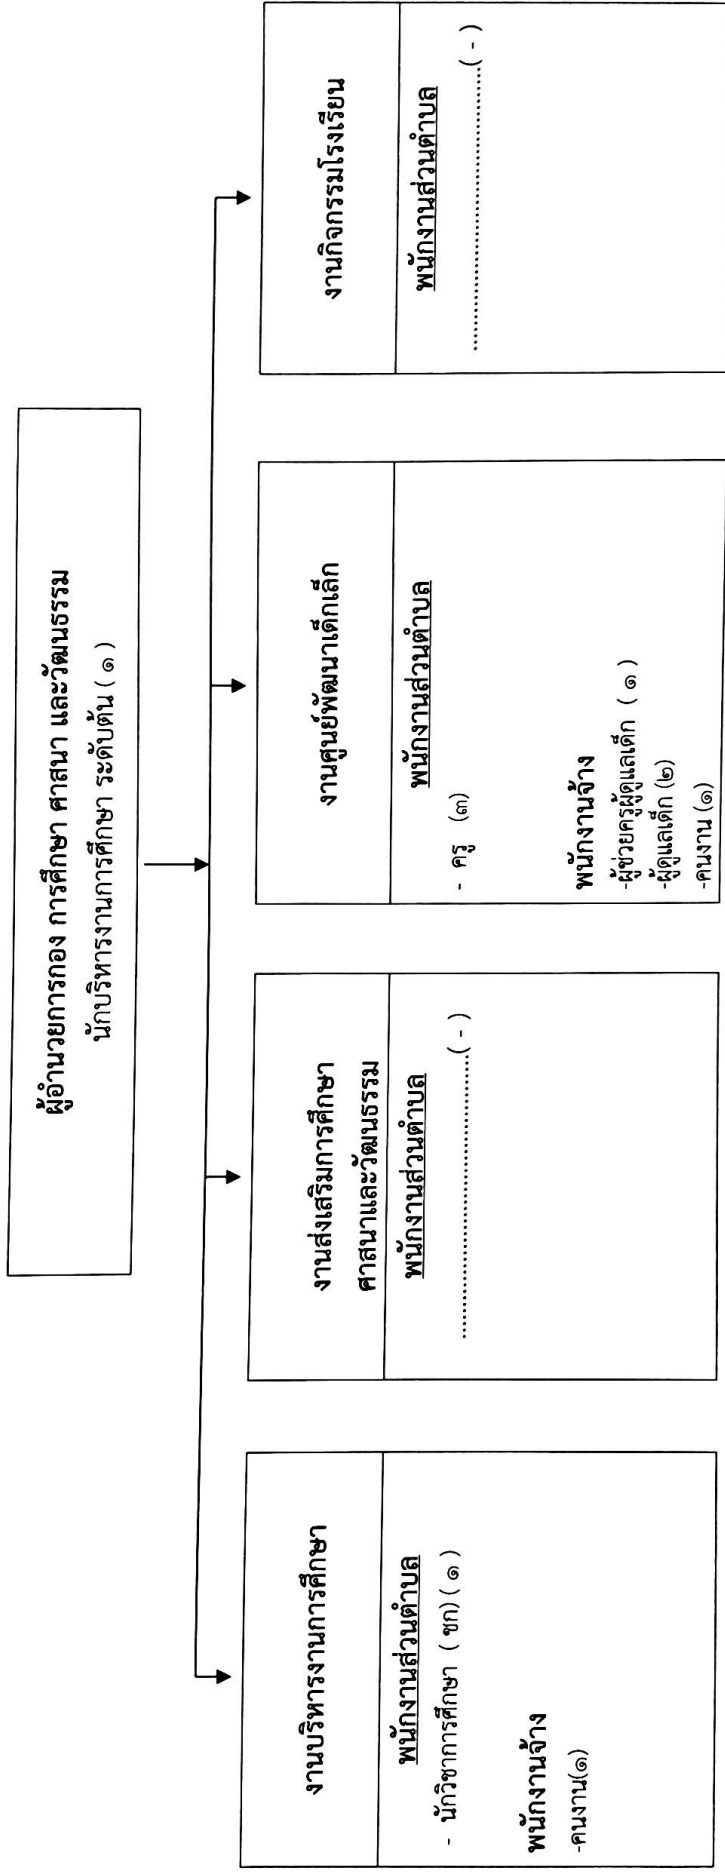 ผู้อำนวยการกอง การศึกษา ศาสนา และวัฒนธรรม
นักบริหารงานการศึกษา ระดับต้น ( ๑ )
งานบริหารงานการศึกษา
พนักงานส่วนตำบล
- นักวิชาการศึกษา ( ชก) ( ๑ )
พนักงานจ้าง
-คนงาน(๑)
งานส่งเสริมการศึกษา
ศาสนาและวัฒนธรรม
พนักงานส่วนตำบล
..........................................................( - )
งานศูนย์พัฒนาเด็กเล็ก
พนักงานส่วนตำบล
- ครู (๓)
พนักงานจ้าง
-ผู้ช่วยครูผู้ดูแลเด็ก ( ๑ )
-ผู้ดูแลเด็ก (๒)
-คนงาน (๑)
งานกิจกรรมโรงเรียน
พนักงานส่วนตำบล
..........................................................( - )